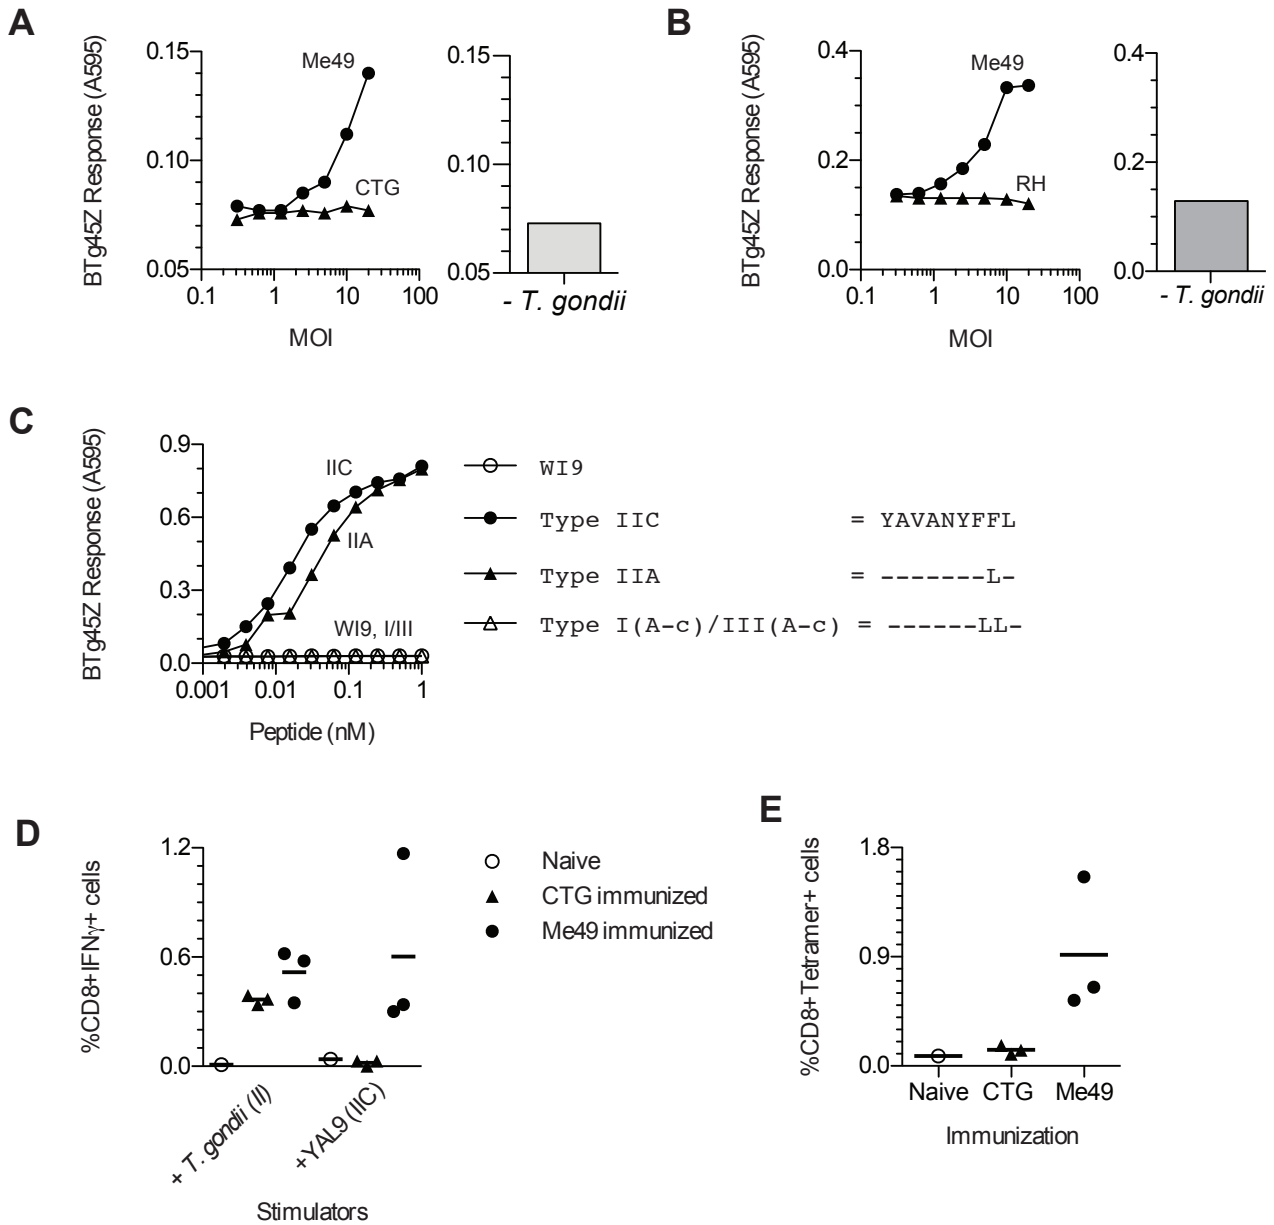 A
BTg45Z Response (A595)
0.15
0.10
0.05
Me49
CTG
0.1
1
10
100
MOI
0.15
0.10
0.05
- T. gondii
B
BTg45Z Response (A595)
0.4
0.2
0.0
Me49
RH
0.1
1
10
100
MOI
0.4
0.2
0.0
- T. gondii
C
BTg45Z Response (A595)
0.9
0.6
0.3
0.0
IIC
IIA
WI9, I/III
0.001
0.01
0.1
1
Peptide (nM)
WI9
Type IIC = YAVANYFFL
Type IIA = -------L-
Type I(A-c)/III(A-c) = ------LL-
D
%CD8+IFNγ+ cells
1.2
0.6
0.0
+ T. gondii (II)
+YAL9 (IIC)
Stimulators
Naive
CTG immunized
Me49 immunized
E
%CD8+Tetramer+ cells
1.8
0.9
0.0
Naive
CTG
Me49
Immunization